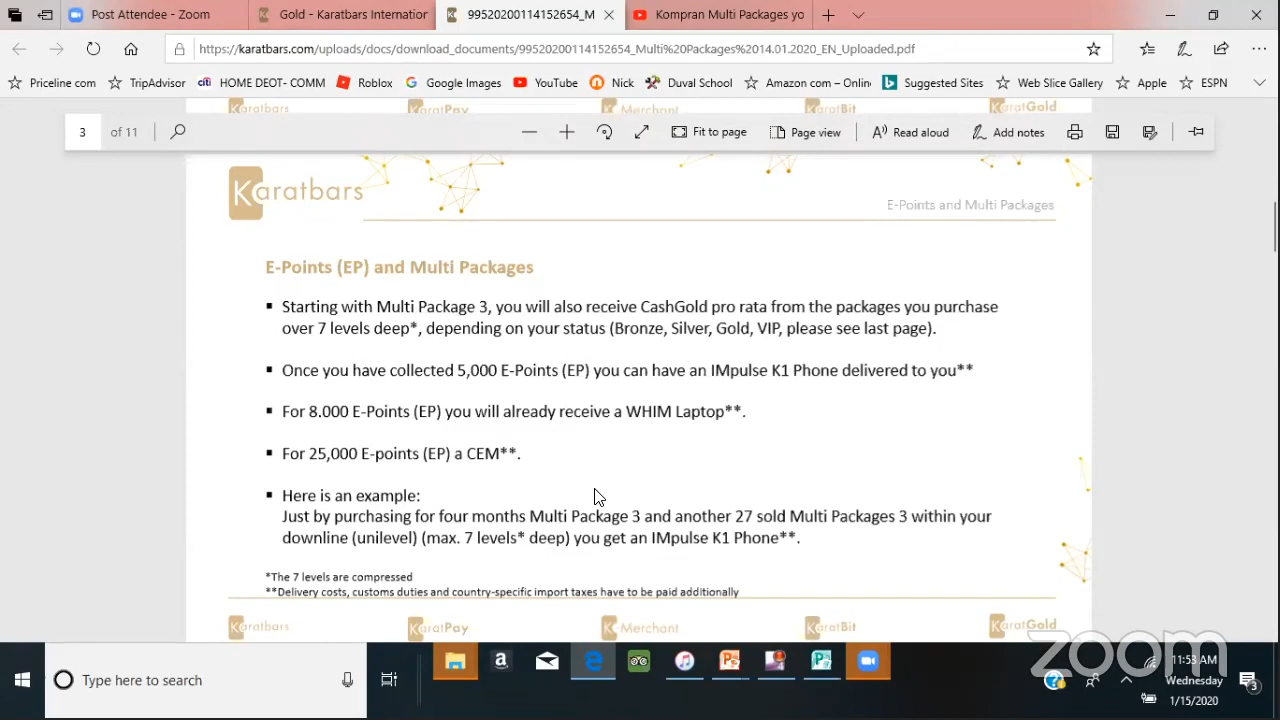 Post Attendee - Zoom
Gold - Karatbars Internatior
99520200114152654_M
Kompran Multi Packages yo
https://karatbars.com/uploads/docs/download_documents/99520200114152654_Multi%20Packages%2014.01.2020_EN_Uploaded.pdf
Priceline.com
TripAdvisor
citi
HOME DEOT- COMM
Roblox
Google Images
YouTube
Nick
Duval School
Amazon.com – Onlin
Suggested Sites
Web Slice Gallery
Apple
ESPN
Karatbars
KaratPay
K-Merchant
KaratBit
KaratGold
3 of 11
Fit to page
Page view
Read aloud
Add notes
Karatbars
E-Points and Multi Packages
E-Points (EP) and Multi Packages
▪ Starting with Multi Package 3, you will also receive CashGold pro rata from the packages you purchase
over 7 levels deep*, depending on your status (Bronze, Silver, Gold, VIP, please see last page).
▪ Once you have collected 5,000 E-Points (EP) you can have an IMpulse K1 Phone delivered to you**
▪ For 8.000 E-Points (EP) you will already receive a WHIM Laptop**.
▪ For 25,000 E-points (EP) a CEM**.
▪ Here is an example:
Just by purchasing for four months Multi Package 3 and another 27 sold Multi Packages 3 within your
downline (unilevel) (max. 7 levels* deep) you get an IMpulse K1 Phone**.
*The 7 levels are compressed
**Delivery costs, customs duties and country-specific import taxes have to be paid additionally
Karatbars
KaratPay
K-Merchant
KaratBit
KaratGold
zoom
Type here to search
11:53 AM
Wednesday
1/15/2020
3